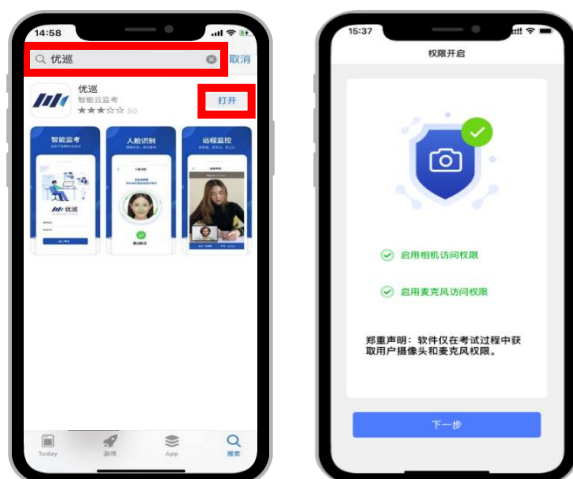 14:58
优巡
取消
优巡
智能云监考
打开
智能监考
人脸识别
远程监控
优巡
Today
游戏
App
搜索
15:37
权限开启
启用相机访问权限
启用麦克风访问权限
郑重声明：软件仅在考试过程中获
取用户摄像头和麦克风权限。
下一步